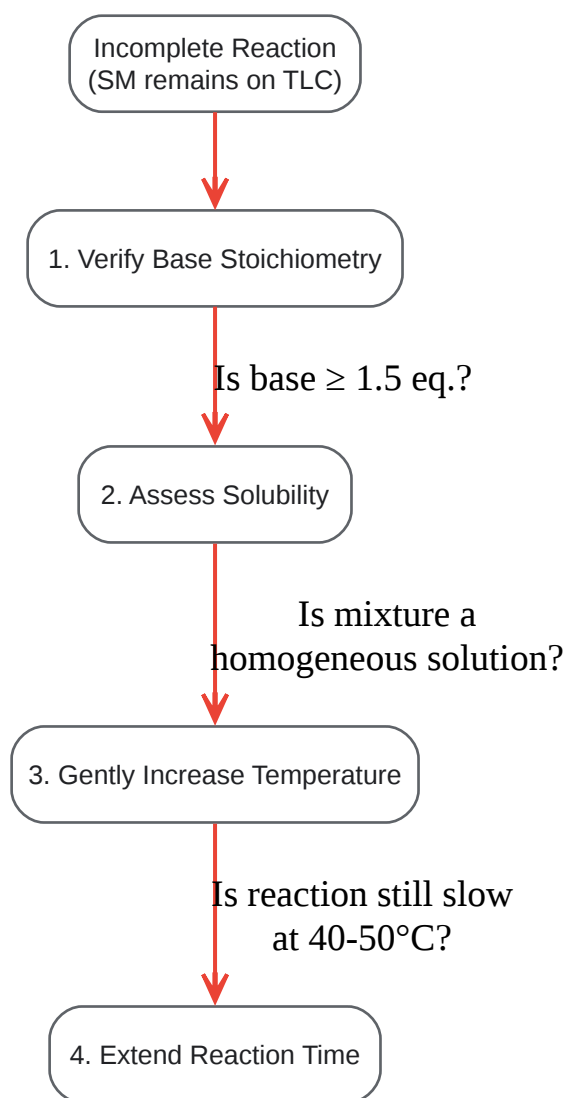 Incomplete Reaction
(SM remains on TLC)
1. Verify Base Stoichiometry
Is base ≥ 1.5 eq.?
2. Assess Solubility
Is mixture a
homogeneous solution?
3. Gently Increase Temperature
Is reaction still slow
at 40-50°C?
4. Extend Reaction Time